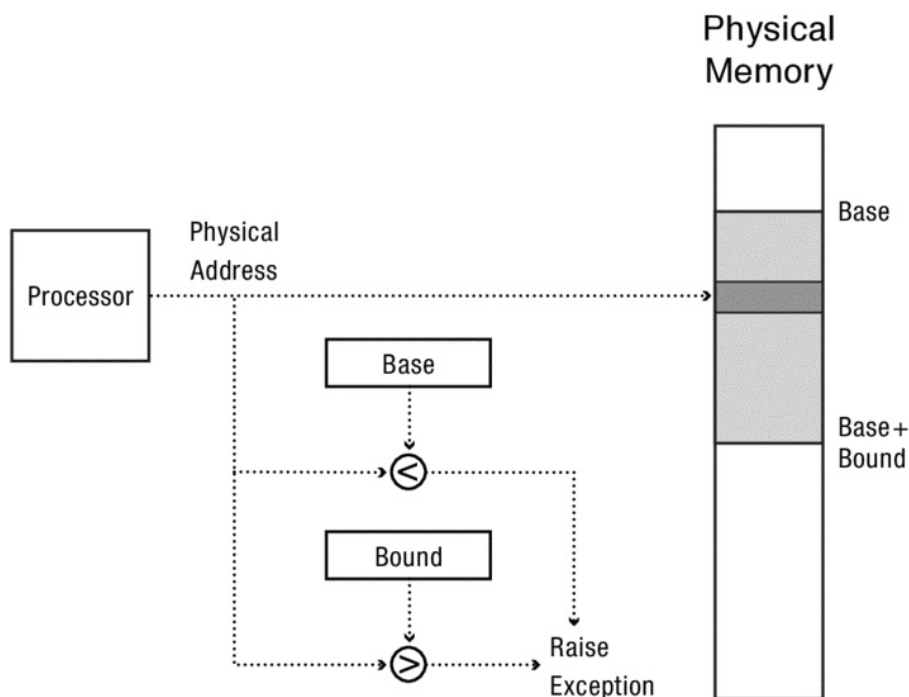 Physical
Memory
Base
Physical
Address
Processor
Base
<
Base+
Bound
Bound
>
Raise
Exception